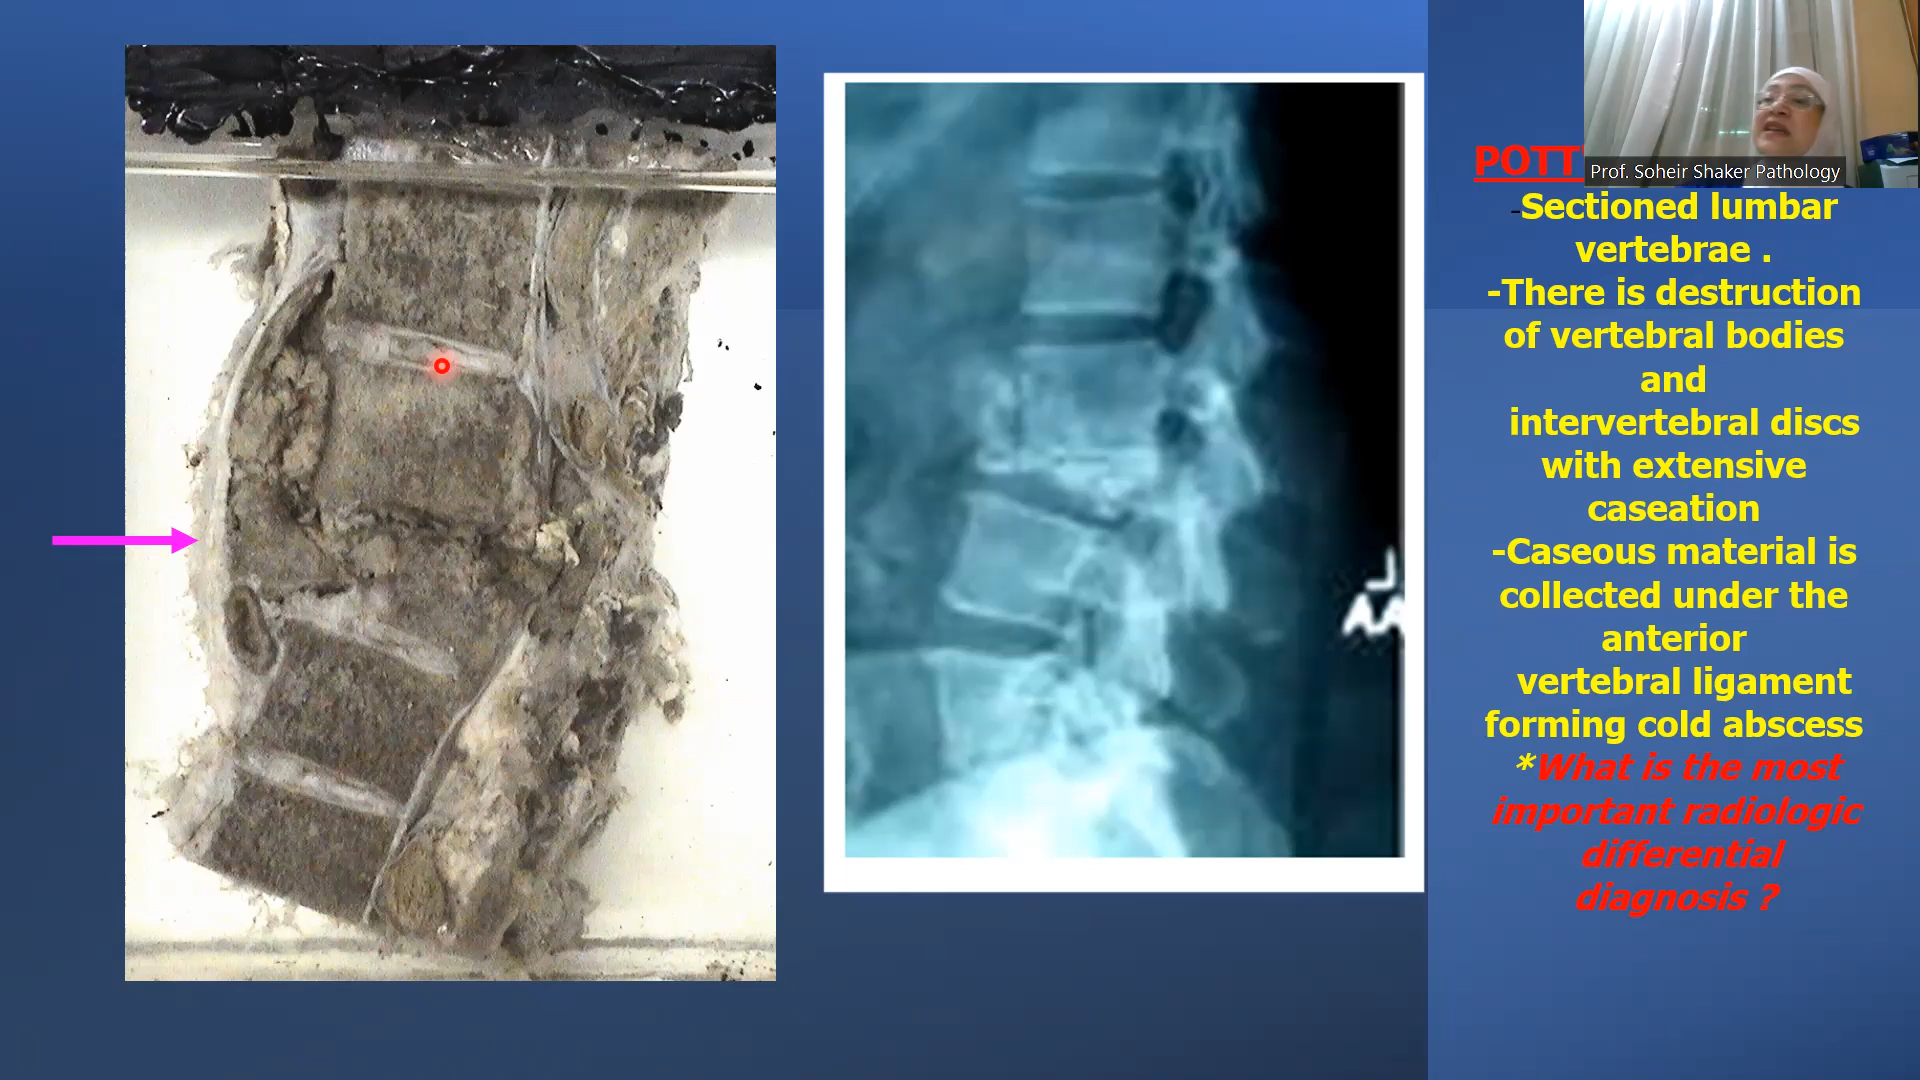 POTT
Prof. Soheir Shaker Pathology
-Sectioned lumbar
vertebrae .
-There is destruction
of vertebral bodies
and
intervertebral discs
with extensive
caseation
-Caseous material is
collected under the
anterior
vertebral ligament
forming cold abscess
*What is the most
important radiologic
differential
diagnosis ?